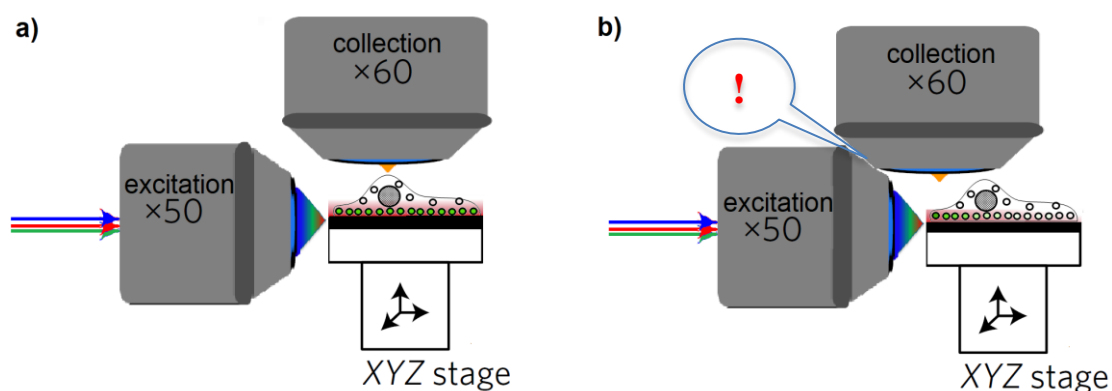 a)
collection
×60
excitation
×50
XYZ stage
b)
collection
×60
!
excitation
×50
XYZ stage